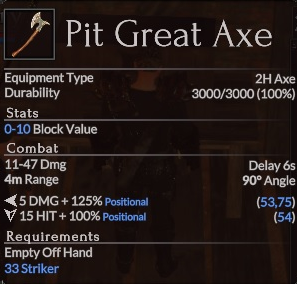 Pit Great Axe
Equipment Type 2H Axe
Durability 3000/3000 (100%)
Stats
0-10 Block Value
Combat
11-47 Dmg Delay 6s
4m Range 90° Angle
5 DMG + 125% Positional (53,75)
15 HIT + 100% Positional (54)
Requirements
Empty Off Hand
33 Striker